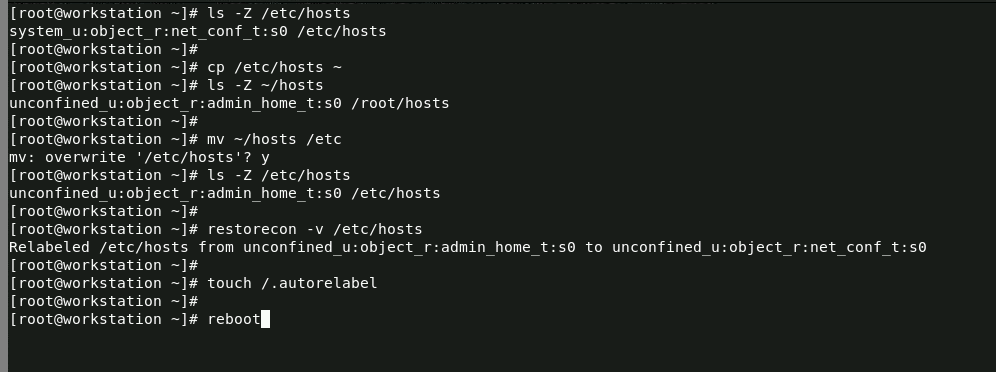 [root@workstation ~]# ls -Z /etc/hosts
system_u:object_r:net_conf_t:s0 /etc/hosts
[root@workstation ~]#
[root@workstation ~]# cp /etc/hosts ~
[root@workstation ~]# ls -Z ~/hosts
unconfined_u:object_r:admin_home_t:s0 /root/hosts
[root@workstation ~]#
[root@workstation ~]# mv ~/hosts /etc
mv: overwrite '/etc/hosts'? y
[root@workstation ~]# ls -Z /etc/hosts
unconfined_u:object_r:admin_home_t:s0 /etc/hosts
[root@workstation ~]#
[root@workstation ~]# restorecon -v /etc/hosts
Relabeled /etc/hosts from unconfined_u:object_r:admin_home_t:s0 to unconfined_u:object_r:net_conf_t:s0
[root@workstation ~]#
[root@workstation ~]# touch /.autorelabel
[root@workstation ~]#
[root@workstation ~]# reboot